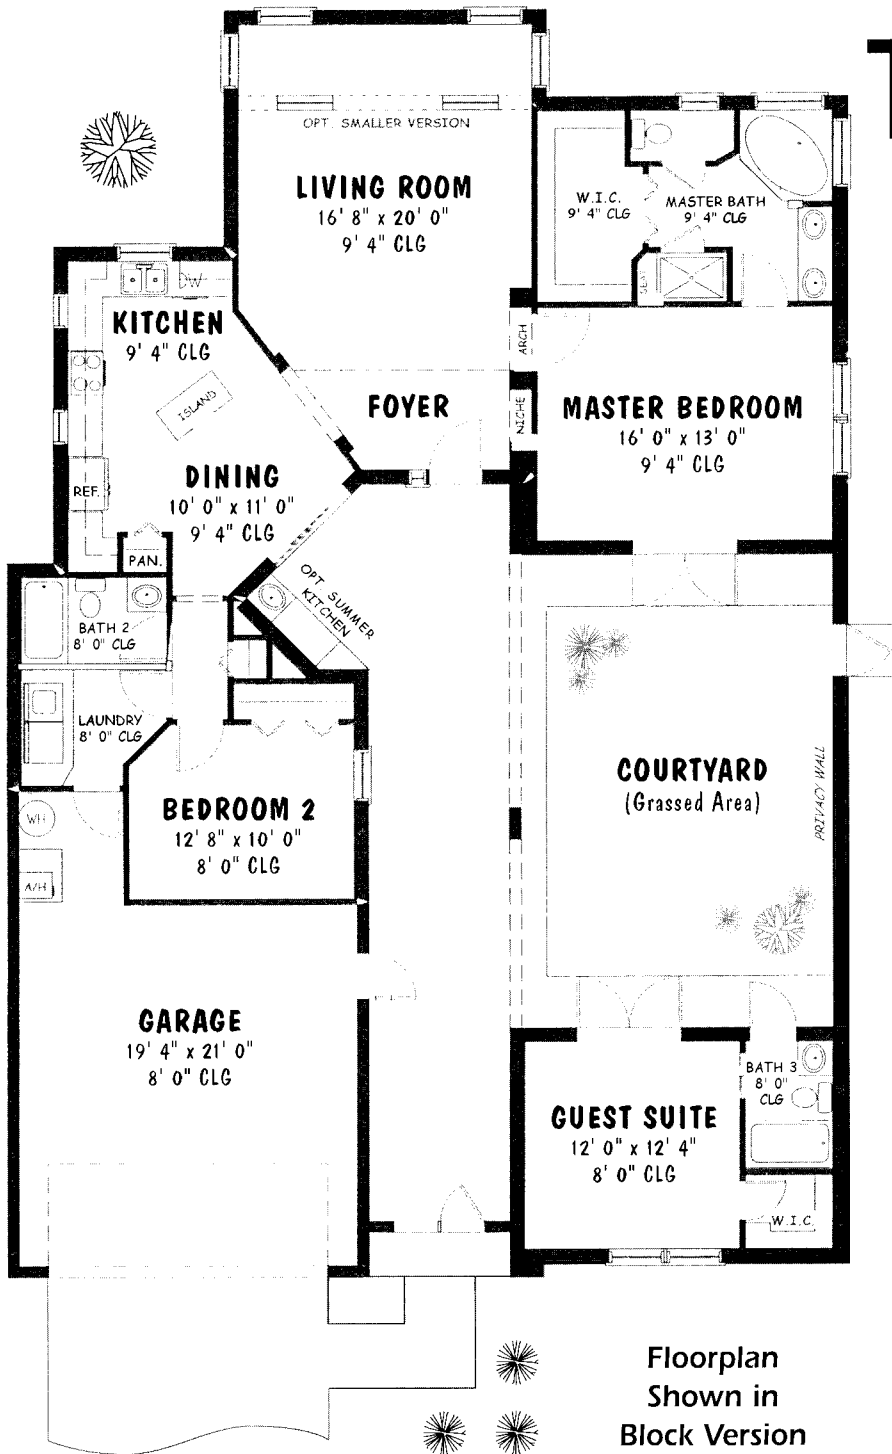 OPT. SMALLER VERSION
LIVING ROOM
16' 8" x 20' 0"
9' 4" CLG
W.I.C.
9' 4" CLG
MASTER BATH
9' 4" CLG
SEAT
DW
KITCHEN
9' 4" CLG
ARCH
ISLAND
FOYER
NICHE
MASTER BEDROOM
16' 0" x 13' 0"
9' 4" CLG
REF.
DINING
10' 0" x 11' 0"
9' 4" CLG
PAN.
OPT SUMMER
KITCHEN
BATH 2
8' 0" CLG
LAUNDRY
8' 0" CLG
COURTYARD
(Grassed Area)
PRIVACY WALL
BEDROOM 2
12' 8" x 10' 0"
8' 0" CLG
WH
A/H
GARAGE
19' 4" x 21' 0"
8' 0" CLG
BATH 3
8' 0"
CLG
GUEST SUITE
12' 0" x 12' 4"
8' 0" CLG
W.I.C.
Floorplan
Shown in
Block Version